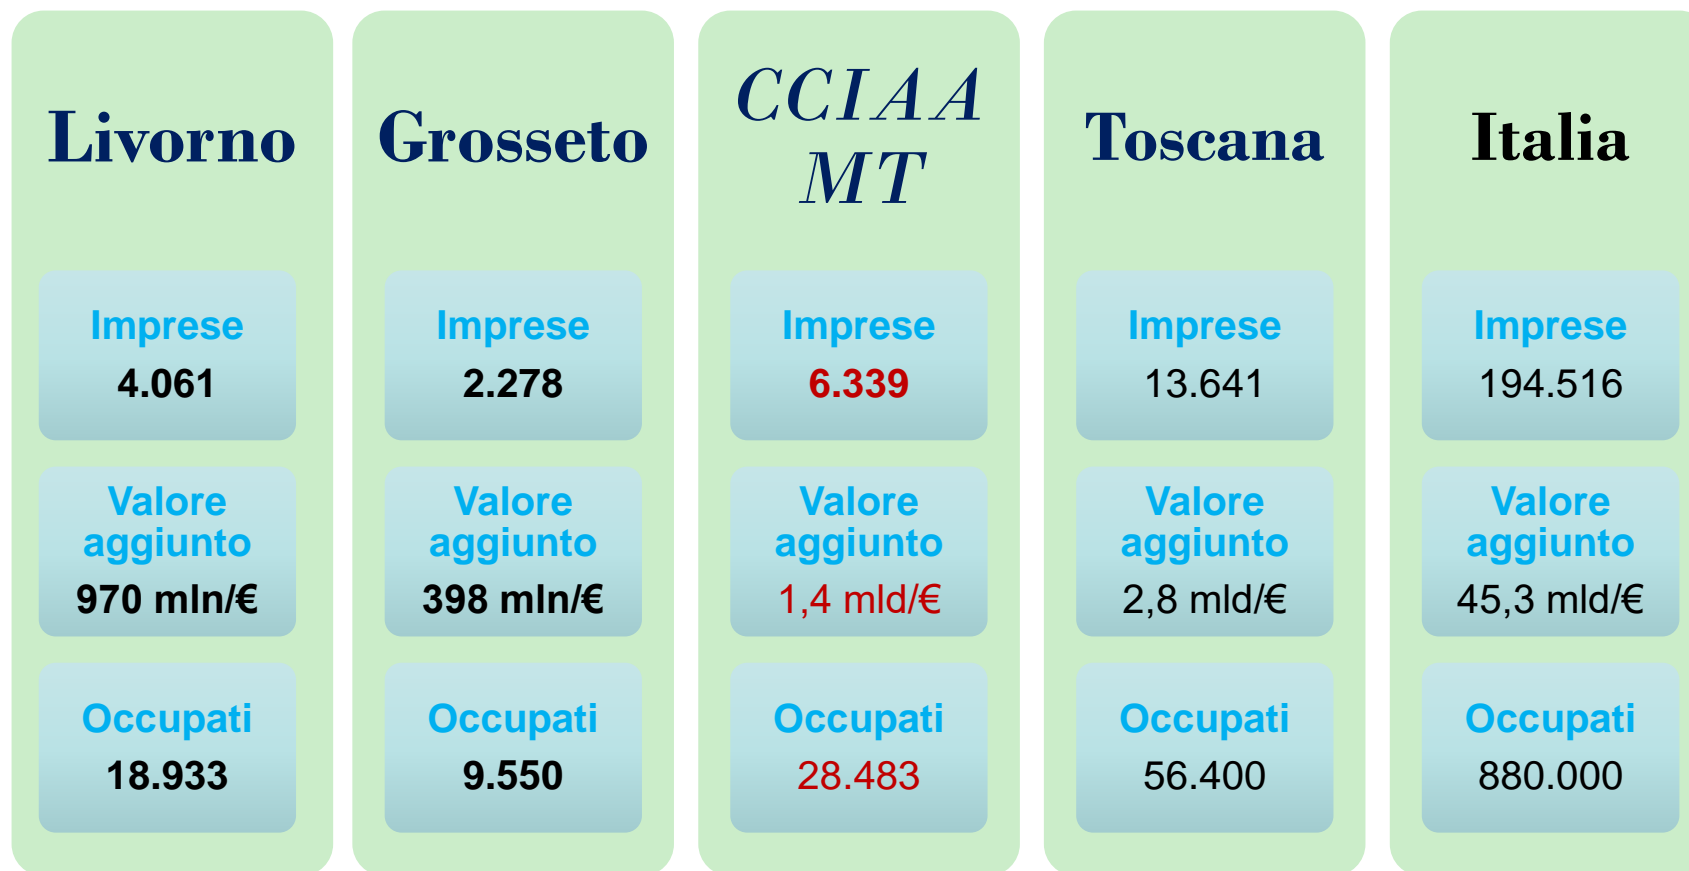 Livorno
Imprese
4.061
Valore
aggiunto
970 mln/€
Occupati
18.933
Grosseto
Imprese
2.278
Valore
aggiunto
398 mln/€
Occupati
9.550
CCIAA
MT
Imprese
6.339
Valore
aggiunto
1,4 mld/€
Occupati
28.483
Toscana
Imprese
13.641
Valore
aggiunto
2,8 mld/€
Occupati
56.400
Italia
Imprese
194.516
Valore
aggiunto
45,3 mld/€
Occupati
880.000